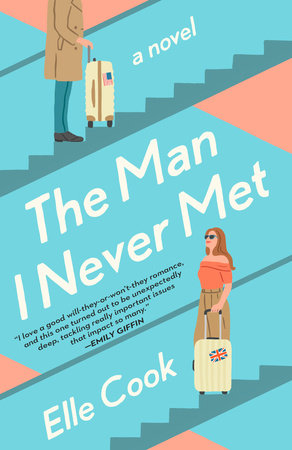 a novel
The Man
I Never Met
"I love a good will-they-or-won't-they romance,
and this one turned out to be unexpectedly
deep, tackling really important issues
that impact so many."
—EMILY GIFFIN
Elle Cook